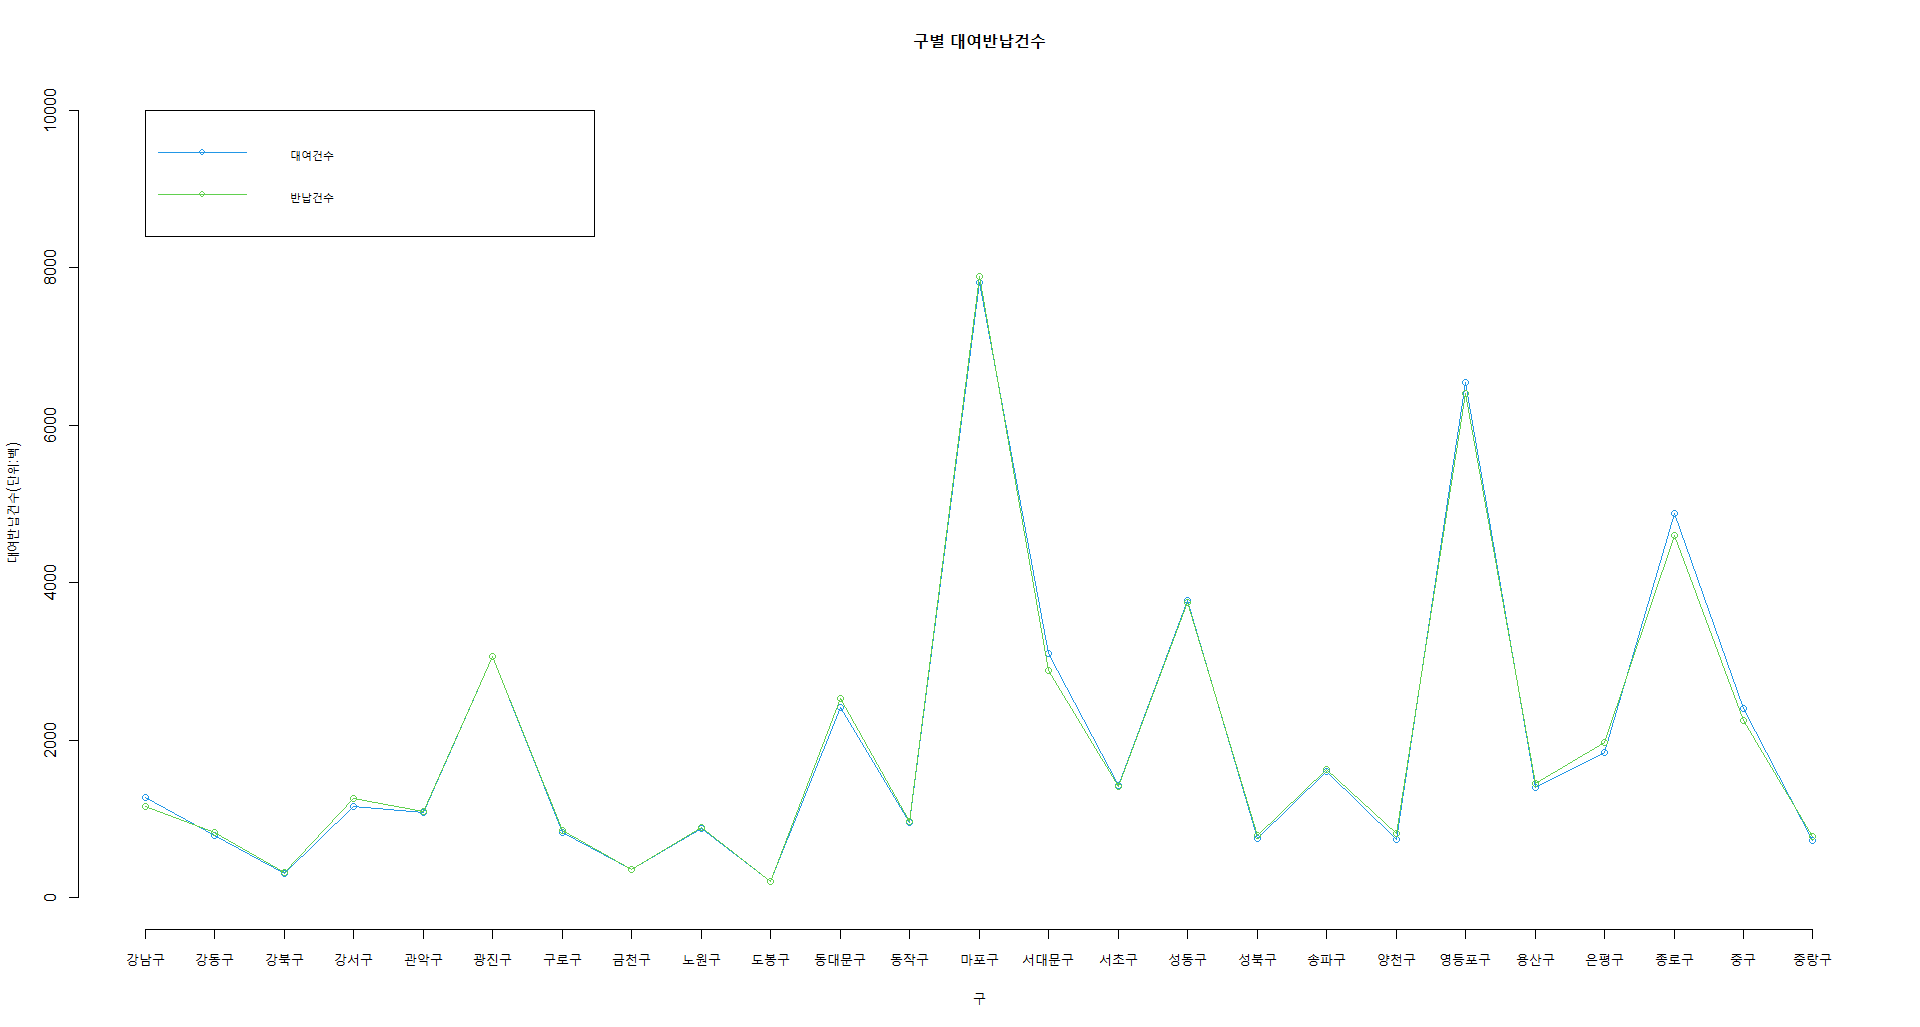 구별 대여반납건수
10000
8000
6000
4000
2000
0
대여반납건수(단위:백)
대여건수
반납건수
강남구 강동구 강북구 강서구 관악구 광진구 구로구 금천구 노원구 도봉구 동대문구 동작구 마포구 서대문구 서초구 성동구 성북구 송파구 양천구 영등포구 용산구 은평구 종로구 중구 중랑구
구